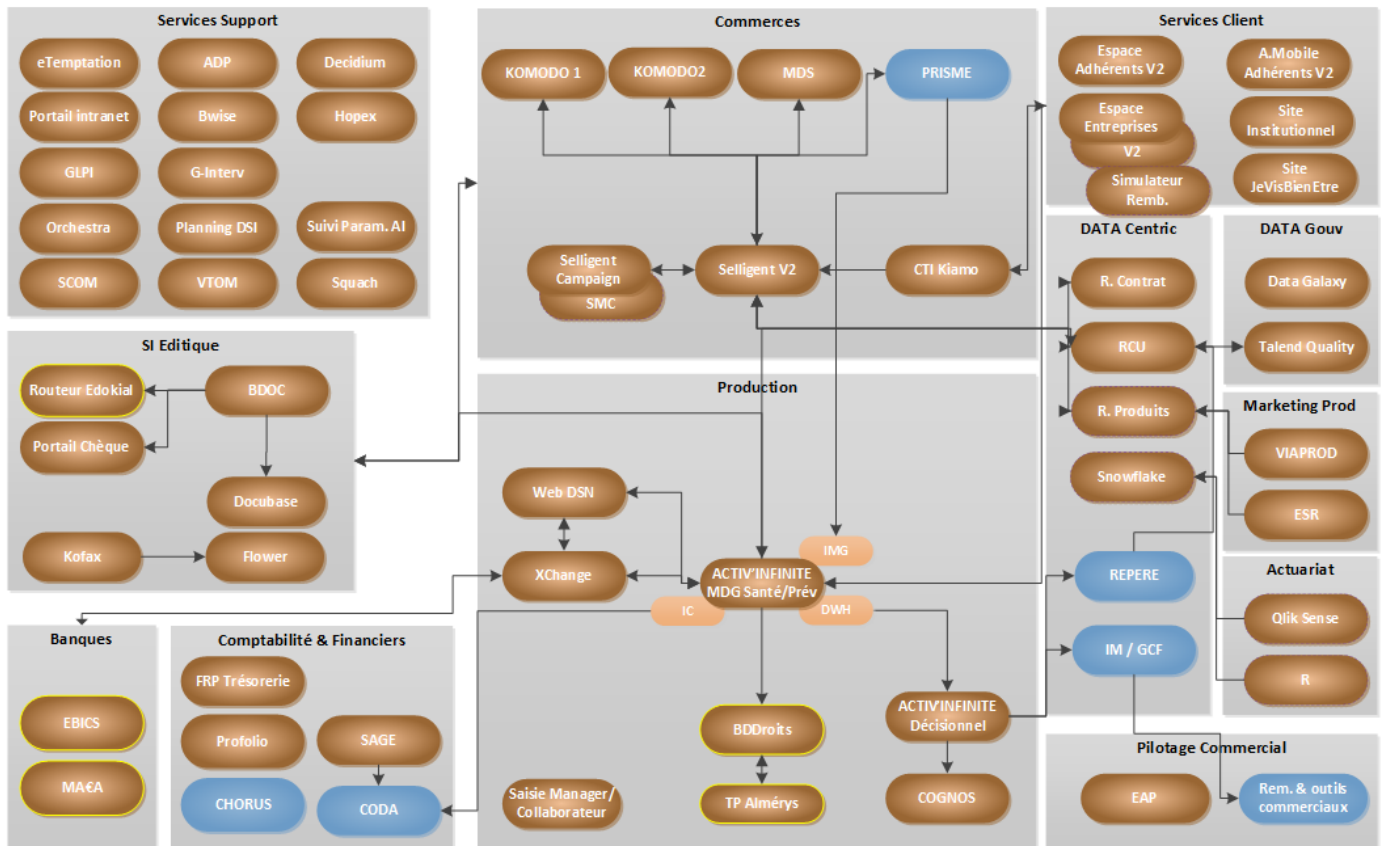 Services Support
eTemptation
ADP
Decidium
Portail intranet
Bwise
Hopex
GLPI
G-Interv
Orchestra
Planning DSI
Suivi Param. AI
SCOM
VTOM
Squach
Commerces
KOMODO 1
KOMODO2
MDS
PRISME
Selligent
Campaign
SMC
Selligent V2
CTI Kiamo
Services Client
Espace
Adhérents V2
A.Mobile
Adhérents V2
Espace
Entreprises
V2
Site
Institutionnel
Simulateur
Remb.
Site
JeVisBienEtre
SI Editique
Routeur Edokial
BDOC
Portail Chèque
Docubase
Kofax
Flower
Production
Web DSN
XChange
IMG
ACTIV'INFINITE
MDG Santé/Prév
IC
DWH
BDDroits
ACTIV'INFINITE
Décisionnel
Saisie Manager/
Collaborateur
TP Almérys
COGNOS
DATA Centric
R. Contrat
RCU
R. Produits
Snowflake
REPERE
IM / GCF
DATA Gouv
Data Galaxy
Talend Quality
Marketing Prod
VIAPROD
ESR
Actuariat
Qlik Sense
R
Banques
EBICS
MA€A
Comptabilité & Financiers
FRP Trésorerie
Profolio
SAGE
CHORUS
CODA
Pilotage Commercial
EAP
Rem. & outils
commerciaux